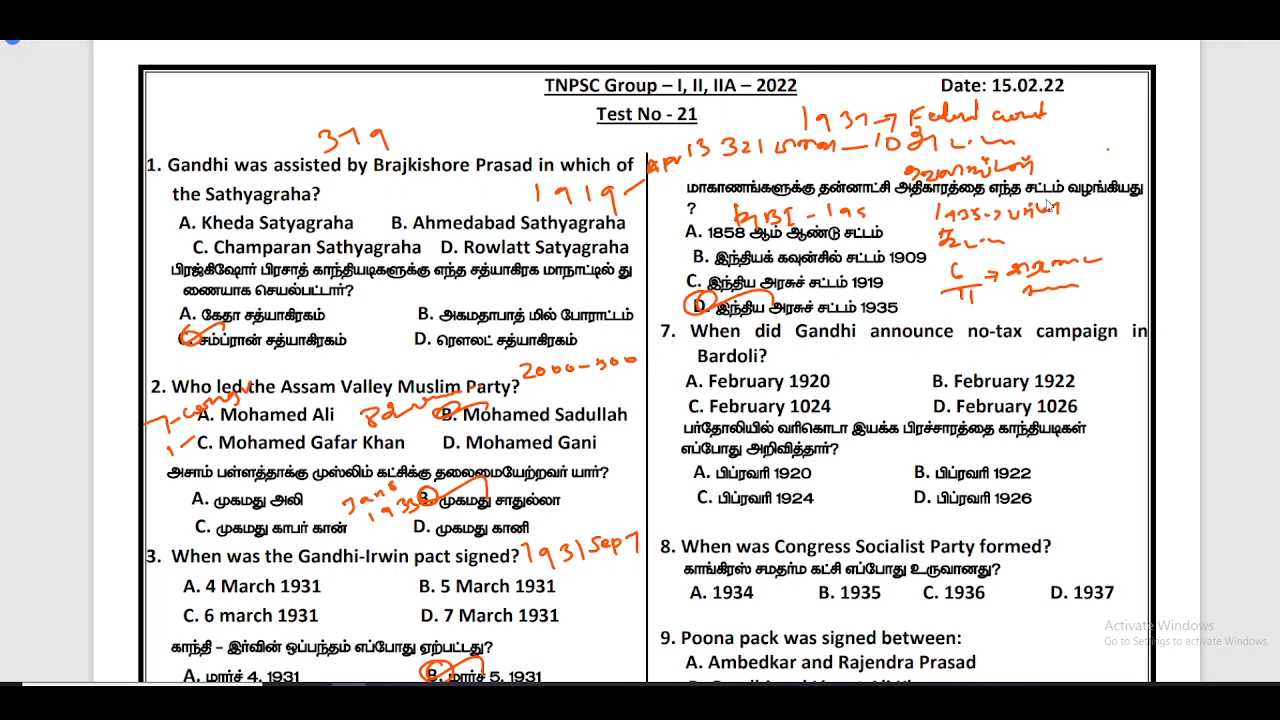 TNPSC Group – I, II, IIA – 2022
Date: 15.02.22
Test No - 21
379
1. Gandhi was assisted by Brajkishore Prasad in which of
the Sathyagraha?
1919
A. Kheda Satyagraha B. Ahmedabad Sathyagraha
C. Champaran Sathyagraha D. Rowlatt Satyagraha
பிரஜ்கிஷோர் பிரசாத் காந்தியடிகளுக்கு எந்த சத்யாகிரக மாநாட்டில் து
ணையாக செயல்பட்டார்?
A. கேதா சத்யாகிரகம் B. அகமதாபாத் மில் போராட்டம்
C. சம்ப்ரான் சத்யாகிரகம் D. ரௌலட் சத்யாகிரகம்
2000-500
2. Who led the Assam Valley Muslim Party?
A. Mohamed Ali B. Mohamed Sadullah
C. Mohamed Gafar Khan D. Mohamed Gani
அசாம் பள்ளத்தாக்கு முஸ்லிம் கட்சிக்கு தலைமையேற்றவர் யார்?
A. முகமது அலி B. முகமது சாதுல்லா
C. முகமது காபர் கான் D. முகமது கானி
3. When was the Gandhi-Irwin pact signed?
1931 Sep 7
A. 4 March 1931 B. 5 March 1931
C. 6 march 1931 D. 7 March 1931
காந்தி – இர்வின் ஒப்பந்தம் எப்போது ஏற்பட்டது?
A. மார்ச் 4, 1931 B. மார்ச் 5, 1931
1937 → Federal court
Apr 13 321
மாகாணங்களுக்கு தன்னாட்சி அதிகாரத்தை எந்த சட்டம் வழங்கியது
?
A. 1858 ஆம் ஆண்டு சட்டம்
B. இந்தியக் கவுன்சில் சட்டம் 1909
C. இந்திய அரசுச் சட்டம் 1919
D. இந்திய அரசுச் சட்டம் 1935
7. When did Gandhi announce no-tax campaign in
Bardoli?
A. February 1920 B. February 1922
C. February 1024 D. February 1026
பர்தோலியில் வரிகொடா இயக்க பிரச்சாரத்தை காந்தியடிகள்
எப்போது அறிவித்தார்?
A. பிப்ரவரி 1920 B. பிப்ரவரி 1922
C. பிப்ரவரி 1924 D. பிப்ரவரி 1926
8. When was Congress Socialist Party formed?
காங்கிரஸ் சமதர்ம கட்சி எப்போது உருவானது?
A. 1934 B. 1935 C. 1936 D. 1937
9. Poona pack was signed between:
A. Ambedkar and Rajendra Prasad
Activate Windows
Go to Settings to activate Windows.